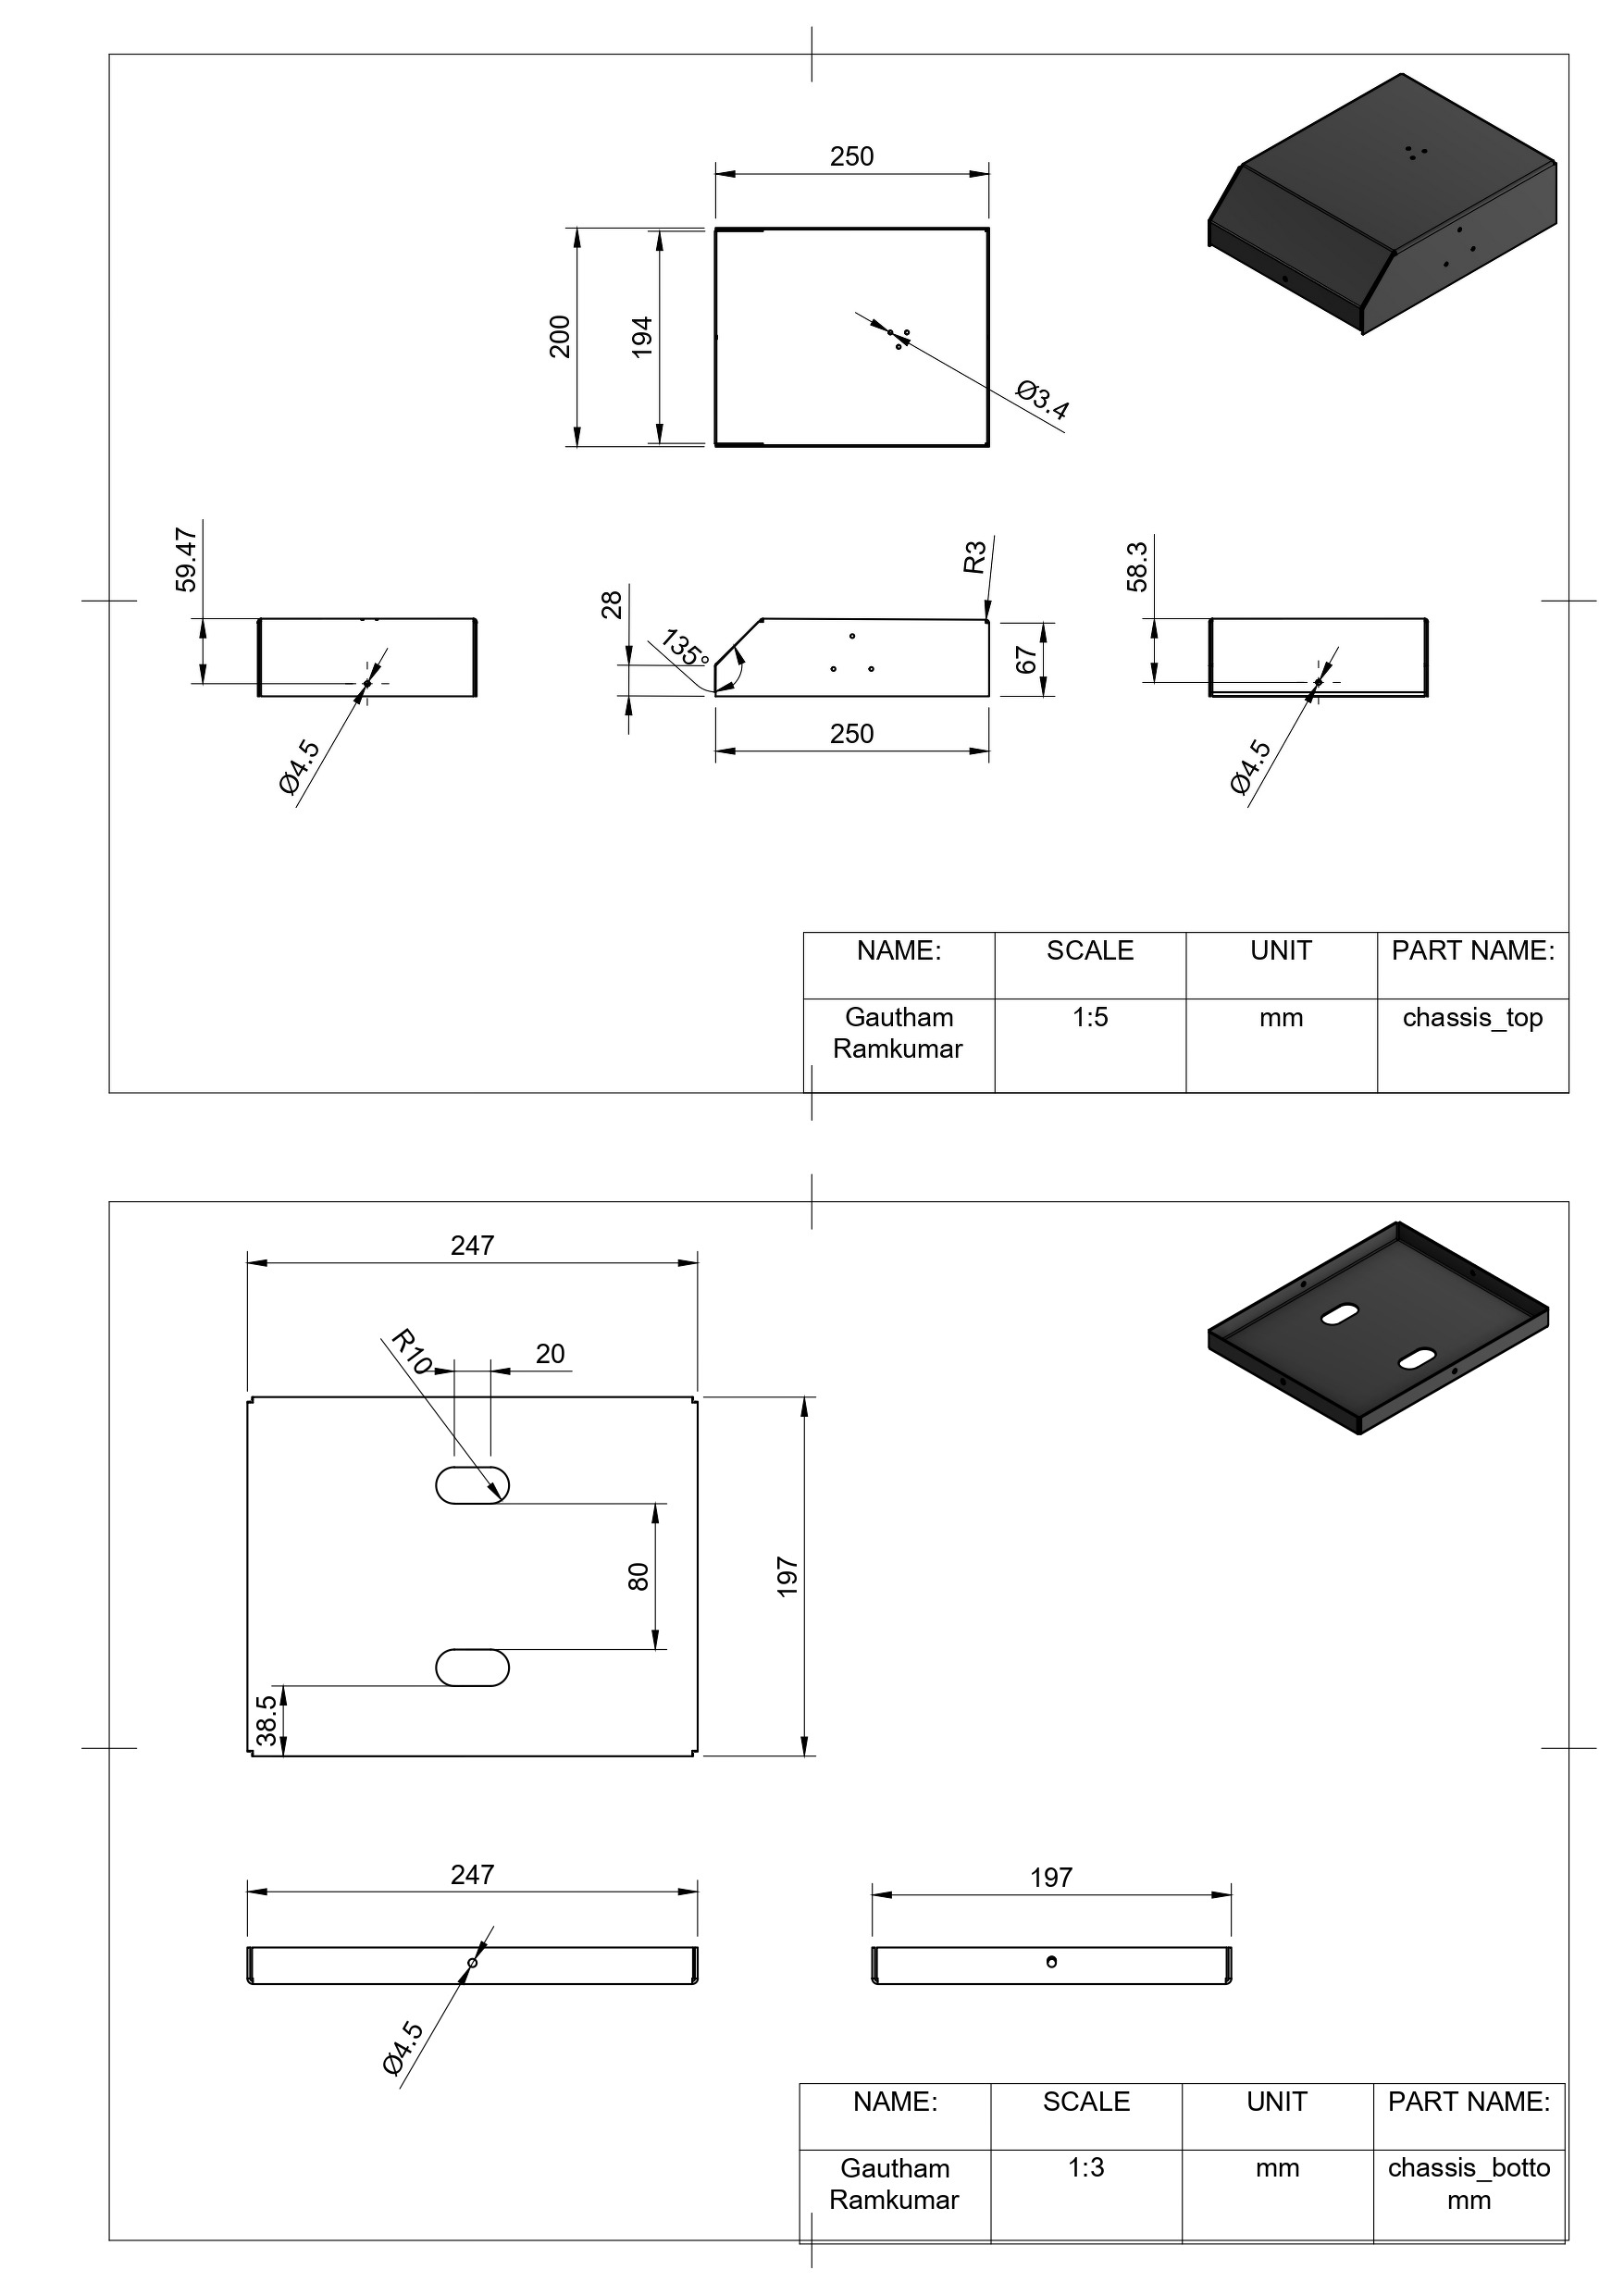 250
200
194
Ø3.4
59.47
Ø4.5
28
135°
R3
67
250
58.3
Ø4.5
NAME: SCALE UNIT PART NAME:
Gautham 1:5 mm chassis_top
Ramkumar
247
R10
20
80
197
38.5
247
Ø4.5
197
NAME: SCALE UNIT PART NAME:
Gautham 1:3 mm chassis_botto
Ramkumar mm